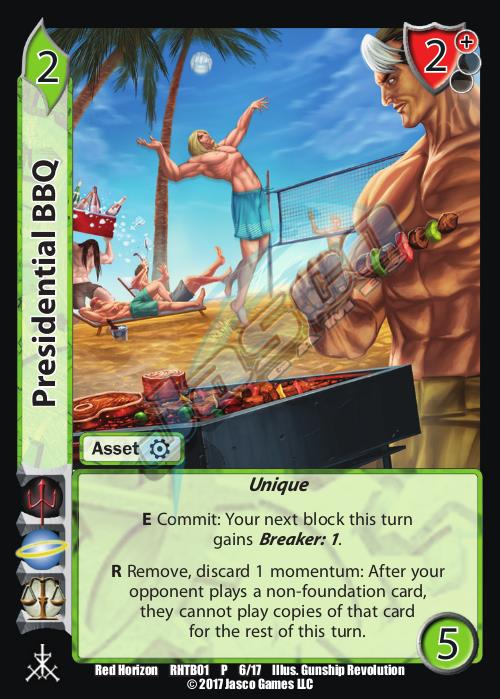 2
2
+
Presidential BBQ
Asset
Unique
E Commit: Your next block this turn
gains Breaker: 1.
R Remove, discard 1 momentum: After your
opponent plays a non-foundation card,
they cannot play copies of that card
for the rest of this turn.
5
Red Horizon RHTB01 P 6/17 Illus. Gunship Revolution
© 2017 Jasco Games LLC